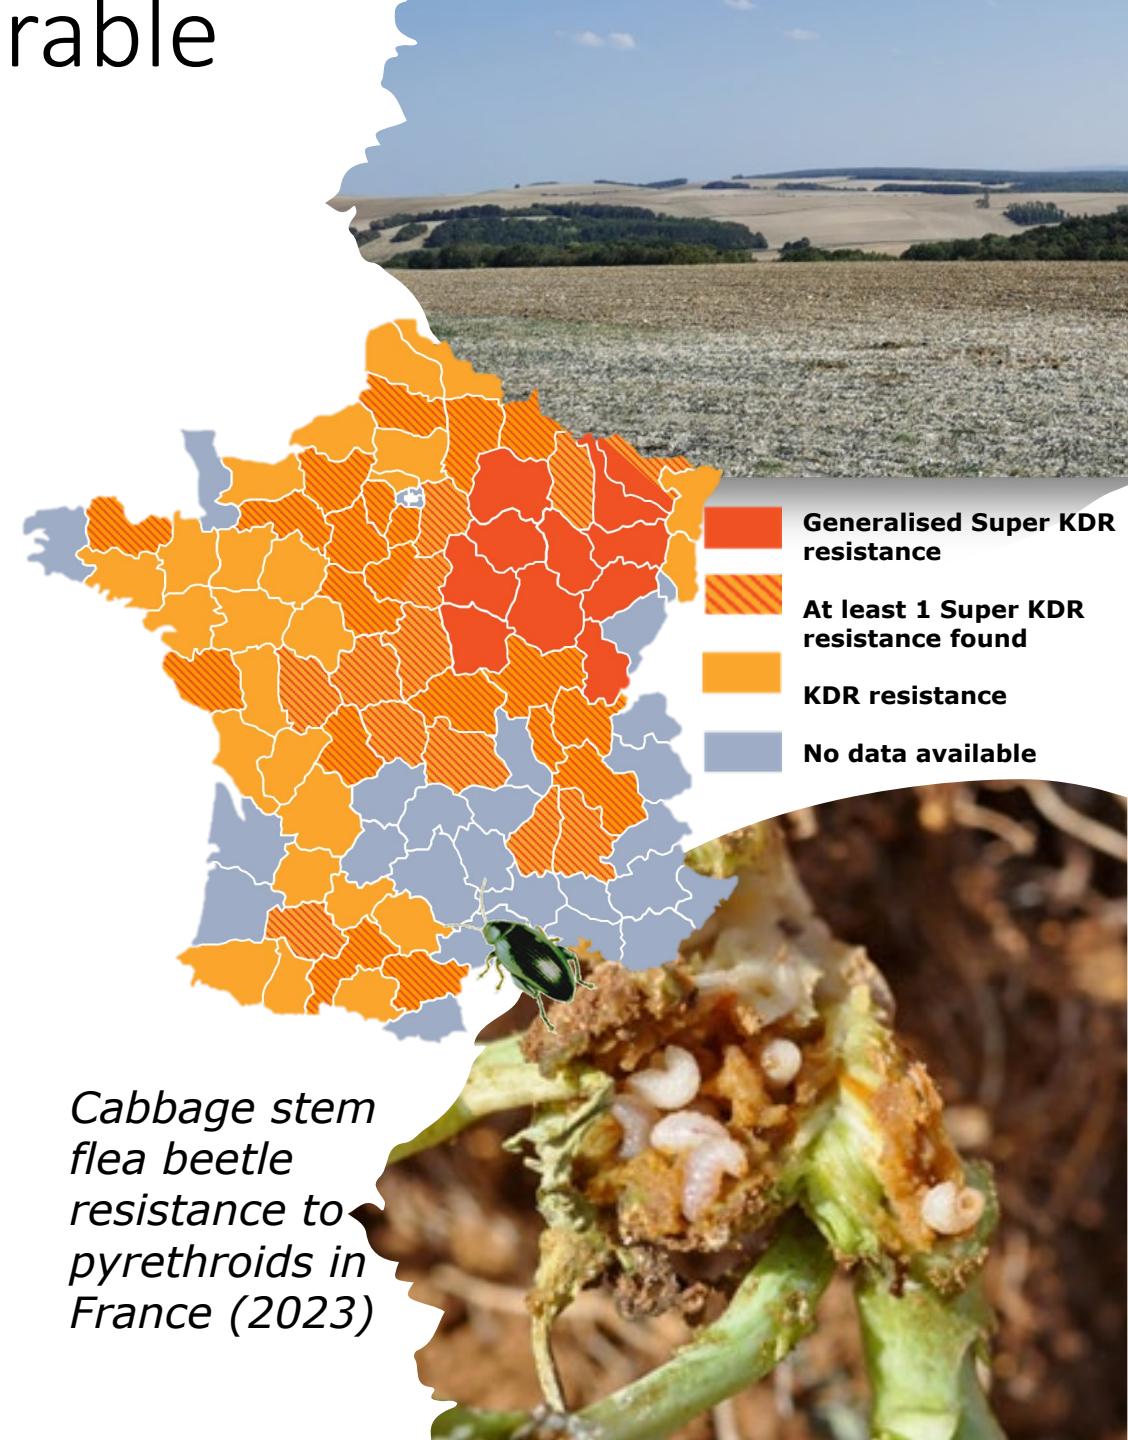 rable
Generalised Super KDR
resistance
At least 1 Super KDR
resistance found
KDR resistance
No data available
Cabbage stem
flea beetle
resistance to
pyrethroids in
France (2023)